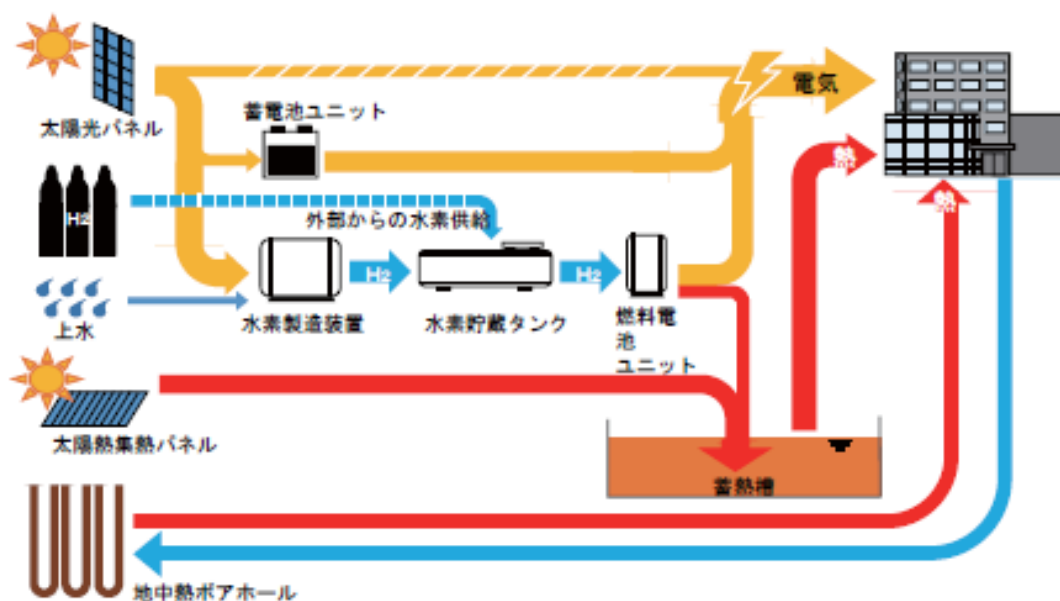 電気
蓄電池ユニット
太陽光パネル
熱
H2
熱
外部からの水素供給
H2
H2
水素製造装置
水素貯蔵タンク
燃料電
池
ユニット
上水
太陽熱集熱パネル
蓄熱槽
地中熱ボアホール